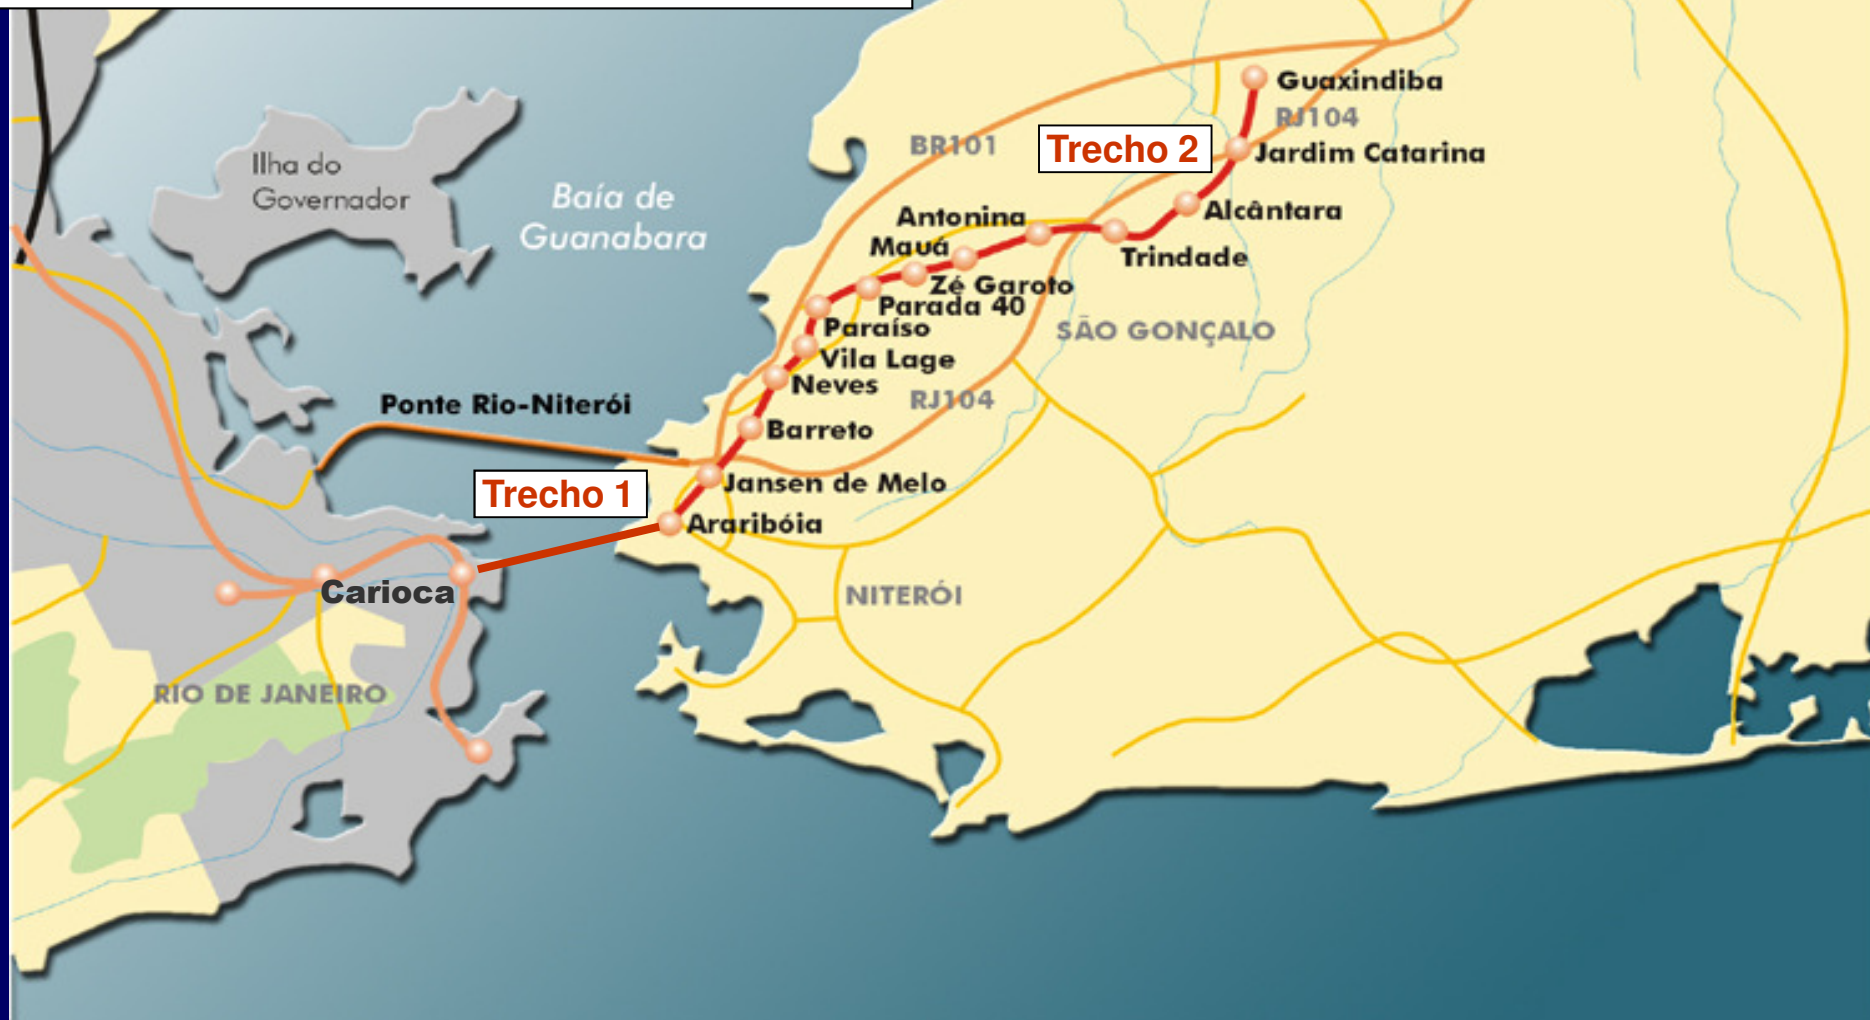 Guaxindiba
RJ104
BR101
Trecho 2
Jardim Catarina
Ilha do
Governador
Baía de
Guanabara
Antonina
Alcântara
Mauá
Trindade
Zé Garoto
Parada 40
Paraíso
SÃO GONÇALO
Vila Lage
Neves
RJ104
Ponte Rio-Niterói
Barreto
Jansen de Melo
Trecho 1
Araribóia
Carioca
NITERÓI
RIO DE JANEIRO